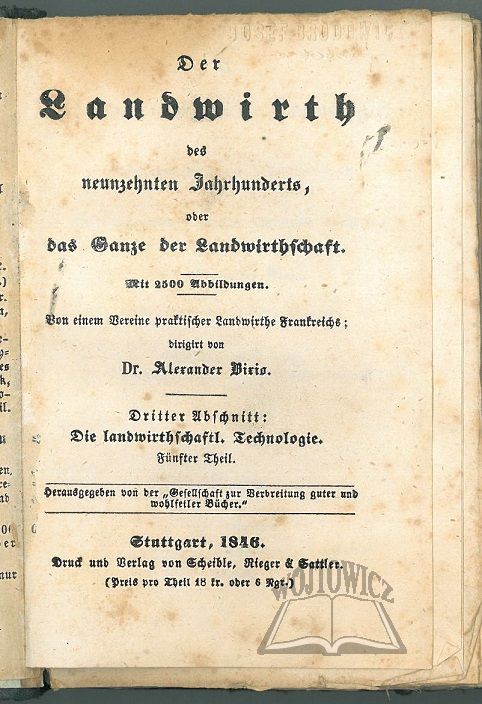 Der
Landwirth
des
neunzehnten Jahrhunderts,
oder
das Ganze der Landwirthschaft.
Mit 2500 Abbildungen.
Von einem Vereine praktischer Landwirthe Frankreichs;
dirigirt von
Dr. Alexander Bixio.
Dritter Abschnitt:
Die landwirthschaftl. Technologie.
Fünfter Theil.
Herausgegeben von der „Gesellschaft zur Verbreitung guter und
wohlfeiler Bücher."
Stuttgart, 1846.
Druck und Verlag von Scheible, Rieger & Sattler.
(Preis pro Theil 18 kr. oder 6 Ngr.)
WÓJTOWICZ